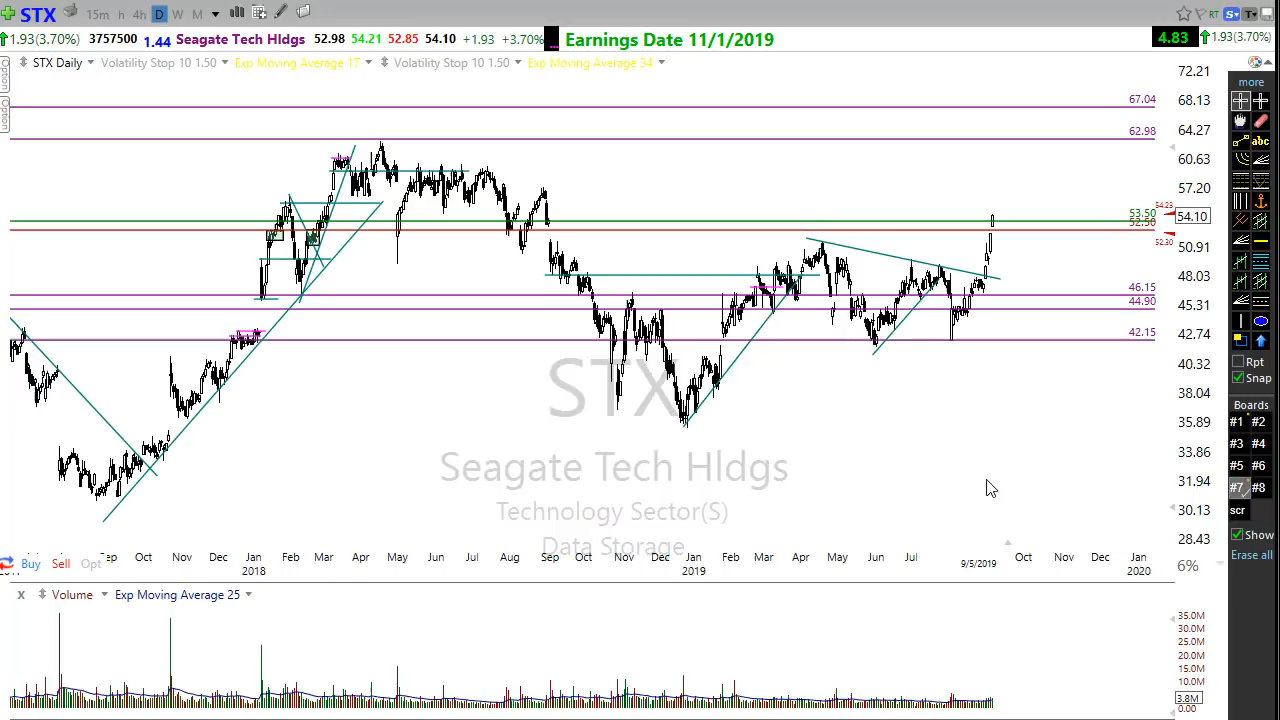 STX 15m h 4h D W M RT S T
1.93(3.70%) 3757500 1.44 Seagate Tech Hldgs 52.98 54.21 52.85 54.10 +1.93 +3.70% ... Earnings Date 11/1/2019 4.83 1.93(3.70%)
STX Daily Volatility Stop 10 1.50 Exp Moving Average 17 Volatility Stop 10 1.50 Exp Moving Average 34
Option
Option
72.21
68.13
67.04
64.27
62.98
60.63
57.20
54.23
53.50
54.10
52.50
52.30
50.91
48.03
46.15
45.31
44.90
42.74
42.15
40.32
38.04
35.89
33.86
31.94
30.13
28.43
STX
Seagate Tech Hldgs
Technology Sector(S)
Data Storage
Sep Oct Nov Dec Jan Feb Mar Apr May Jun Jul Aug Sep Oct Nov Dec Jan Feb Mar Apr May Jun Jul 9/5/2019 Oct Nov Dec Jan
2018 2019 2020
Buy Sell Opt 6%
X Volume Exp Moving Average 25
35.0M
30.0M
25.0M
20.0M
15.0M
10.0M
3.8M
0.00
more
abc
Rpt
Snap
Boards
#1 #2
#3 #4
#5 #6
#7 #8
scr
Show
Erase all